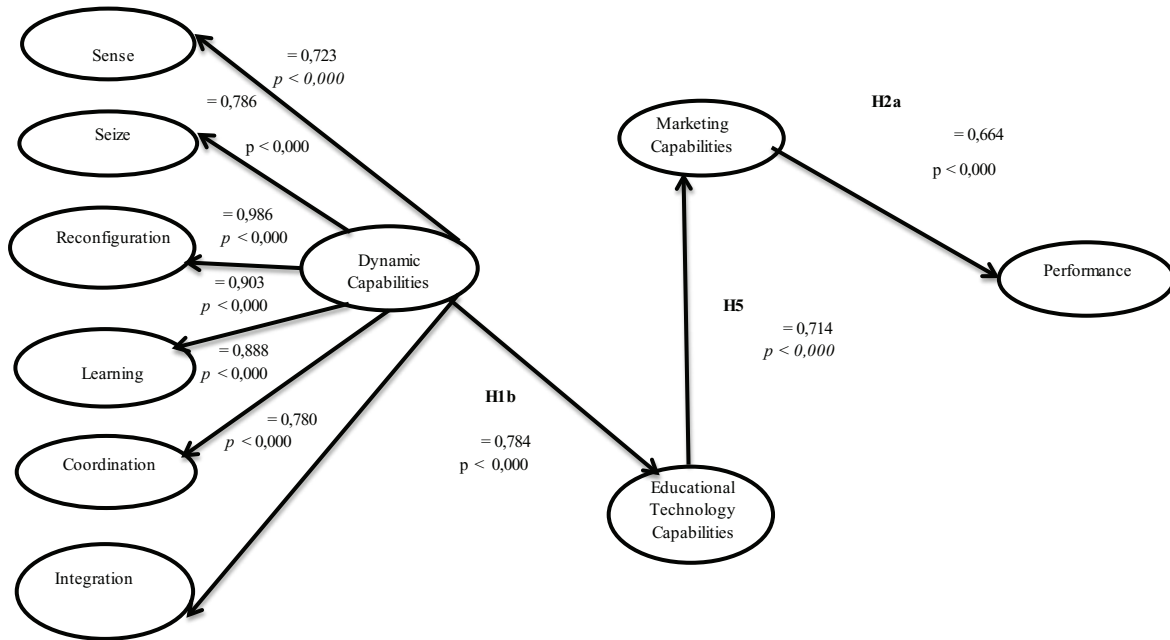 Sense
= 0,723
p < 0,000
= 0,786
Seize
p < 0,000
Reconfiguration
= 0,986
p < 0,000
Dynamic
Capabilities
= 0,903
p < 0,000
Learning
= 0,888
p < 0,000
Coordination
= 0,780
p < 0,000
Integration
H1b
= 0,784
p < 0,000
Educational
Technology
Capabilities
H5
= 0,714
p < 0,000
Marketing
Capabilities
H2a
= 0,664
p < 0,000
Performance